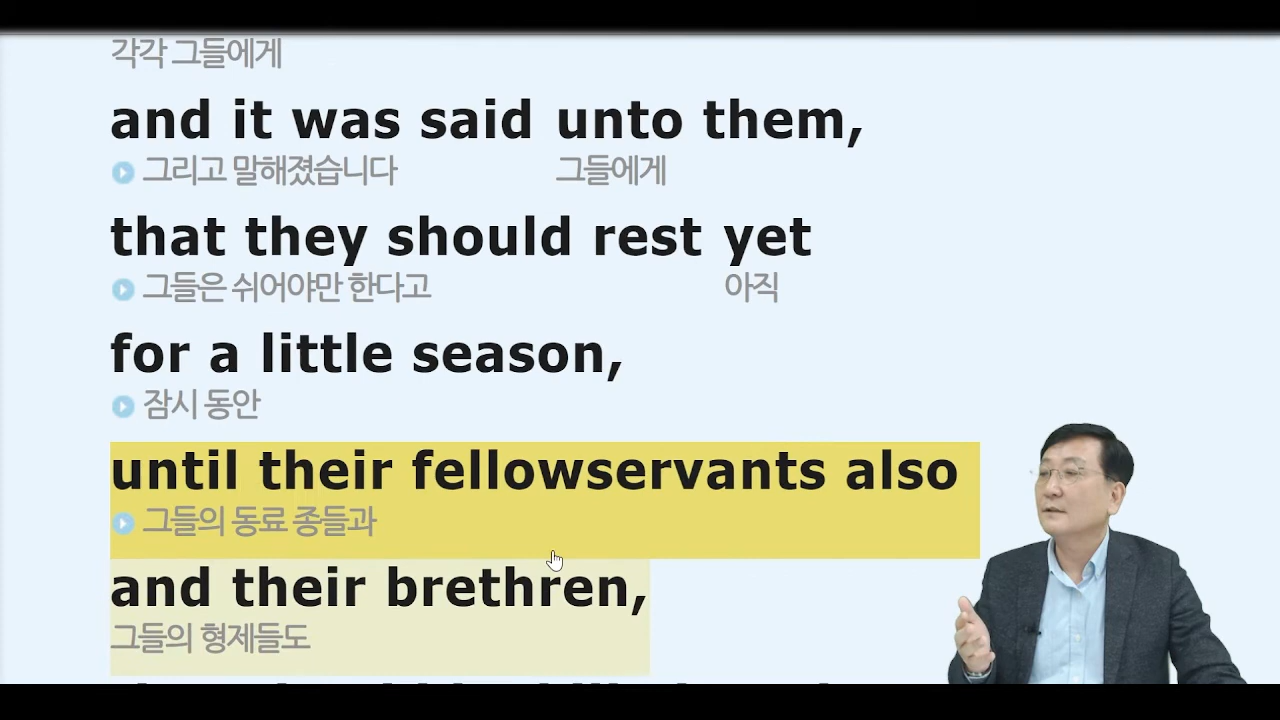 각각 그들에게
and it was said unto them,
그리고 말해졌습니다 그들에게
that they should rest yet
그들은 쉬어야만 한다고 아직
for a little season,
잠시 동안
until their fellowservants also
그들의 동료 종들과
and their brethren,
그들의 형제들도